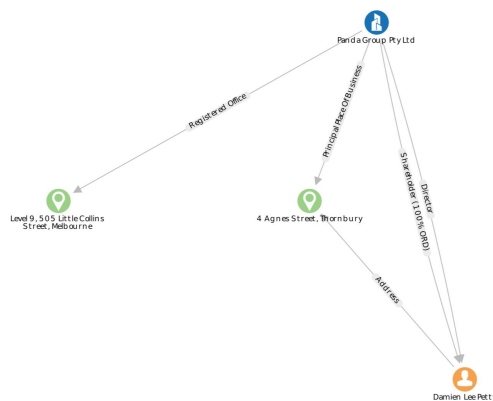 Panda Group Pty Ltd
Registered Office
Principal Place Of Business
Shareholder (100% ORD)
Director
Level 9, 505 Little Collins
Street, Melbourne
4 Agnes Street, Thornbury
Address
Damien Lee Pett